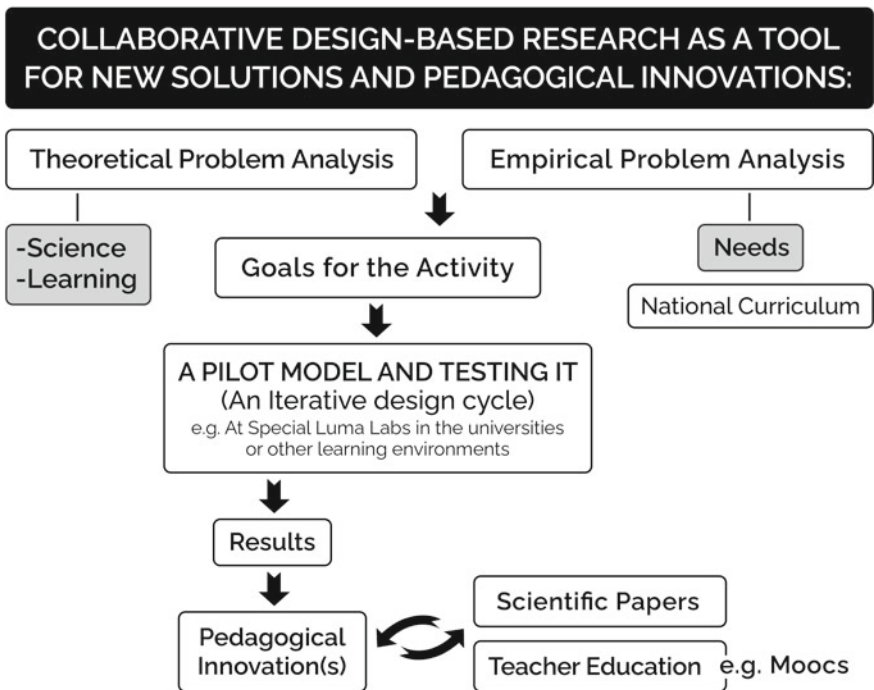 COLLABORATIVE DESIGN-BASED RESEARCH AS A TOOL
FOR NEW SOLUTIONS AND PEDAGOGICAL INNOVATIONS:
Theoretical Problem Analysis
Empirical Problem Analysis
-Science
-Learning
Goals for the Activity
Needs
National Curriculum
A PILOT MODEL AND TESTING IT
(An Iterative design cycle)
e.g. At Special Luma Labs in the universities
or other learning environments
Results
Pedagogical
Innovation(s)
Scientific Papers
Teacher Education e.g. Moocs